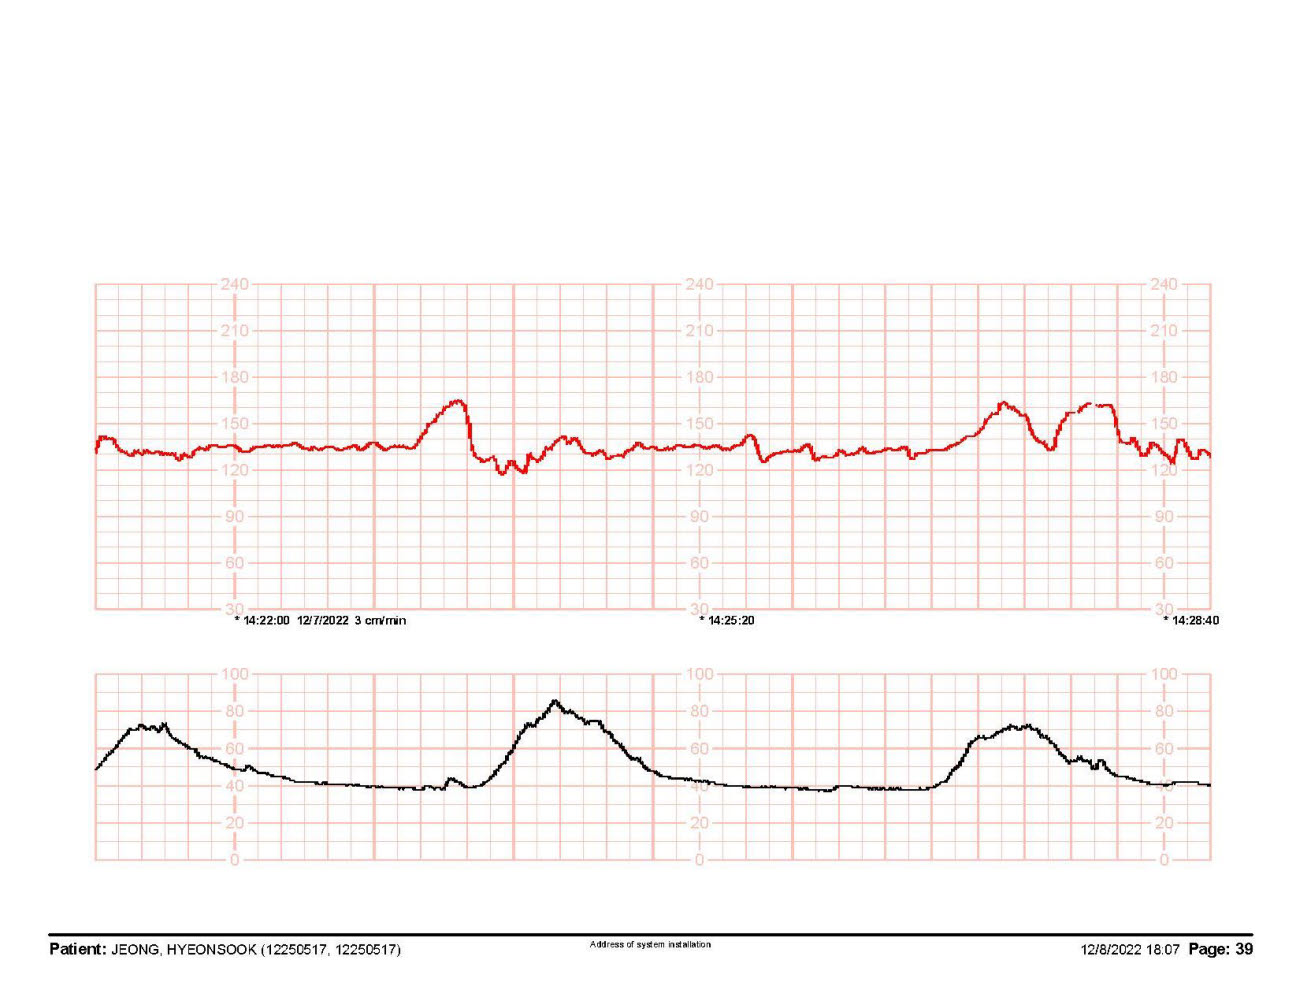 240 240 240
210 210 210
180 180 180
150 150 150
120 120 120
90 90 90
60 60 60
30 30 30
* 14:22:00 12/7/2022 3 cm/min * 14:25:20 * 14:28:40
100 100 100
80 80 80
60 60 60
40 40 40
20 20 20
0 0 0
Patient: JEONG, HYEONSOOK (12250517, 12250517) Address of system installation 12/8/2022 18:07 Page: 39